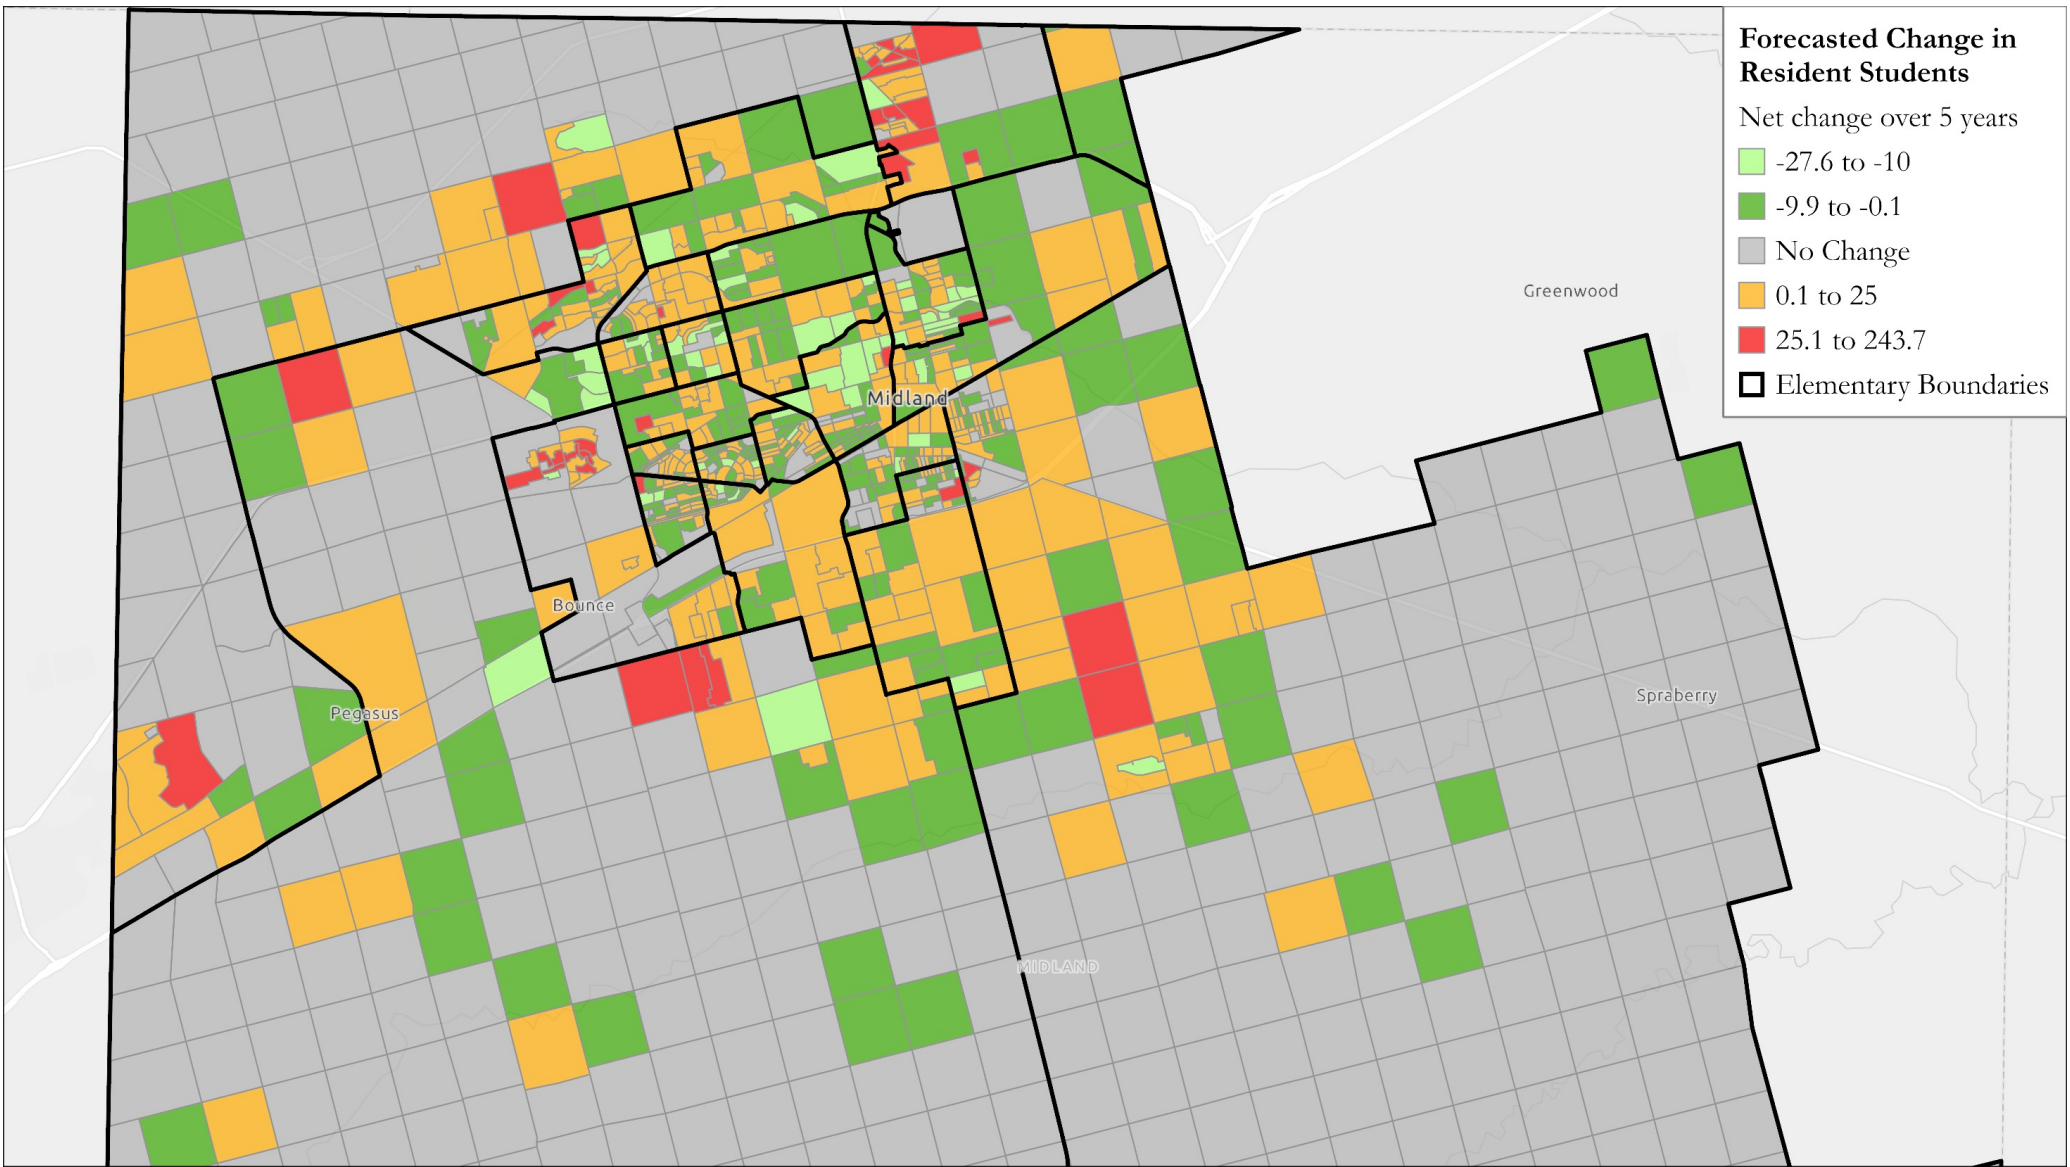 Forecasted Change in
Resident Students
Net change over 5 years
-27.6 to -10
-9.9 to -0.1
No Change
0.1 to 25
25.1 to 243.7
Elementary Boundaries
Greenwood
Midland
Bounce
Spraberry
Pegasus
MIDLAND